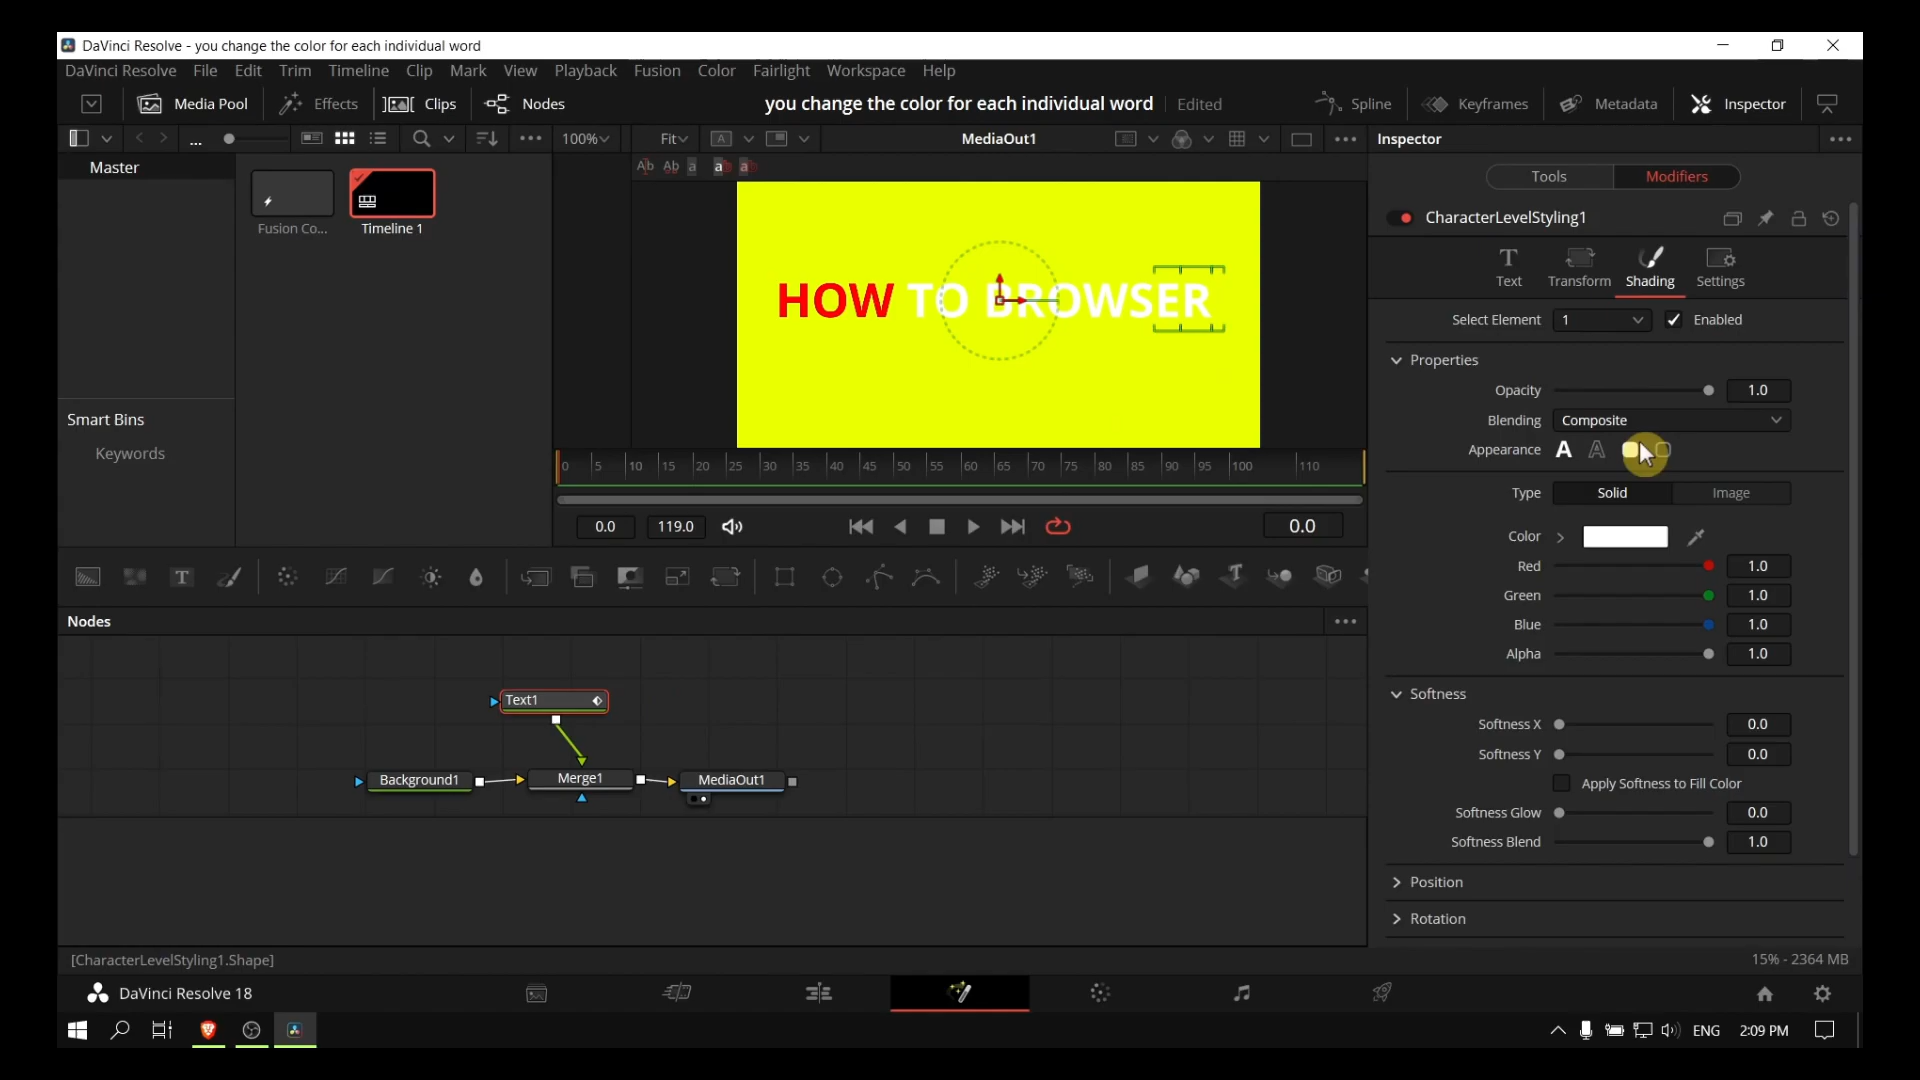 DaVinci Resolve - you change the color for each individual word
DaVinci Resolve File Edit Trim Timeline Clip Mark View Playback Fusion Color Fairlight Workspace Help
Media Pool Effects Clips Nodes you change the color for each individual word Edited Spline Keyframes Metadata Inspector
... 100% Fit MediaOut1 Inspector
Master
Tools Modifiers
CharacterLevelStyling1
Fusion Co... Timeline 1
Text Transform Shading Settings
HOW TO BROWSER
Select Element 1 Enabled
Properties
Opacity 1.0
Smart Bins
Blending Composite
Keywords
Appearance
0 5 10 15 20 25 30 35 40 45 50 55 60 65 70 75 80 85 90 95 100 110
Type Solid Image
0.0 119.0 0.0
Color
Red 1.0
Green 1.0
Nodes
Blue 1.0
Alpha 1.0
Softness
Text1
Softness X 0.0
Softness Y 0.0
Background1 Merge1 MediaOut1
Apply Softness to Fill Color
Softness Glow 0.0
Softness Blend 1.0
Position
Rotation
[CharacterLevelStyling1.Shape] 15% - 2364 MB
DaVinci Resolve 18
ENG 2:09 PM